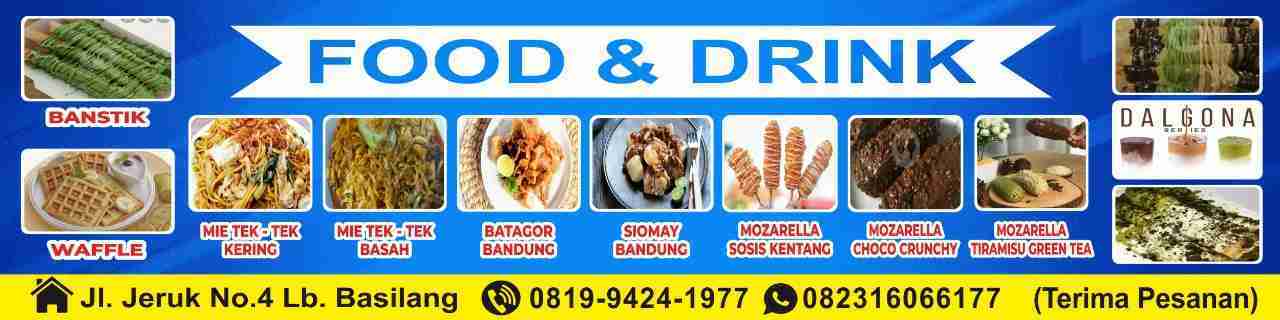 FOOD & DRINK
BANSTIK
WAFFLE
MIE TEK - TEK
KERING
MIE TEK - TEK
BASAH
BATAGOR
BANDUNG
SIOMAY
BANDUNG
MOZARELLA
SOSIS KENTANG
MOZARELLA
CHOCO CRUNCHY
MOZARELLA
TIRAMISU GREEN TEA
DALGONA
SERIES
Jl. Jeruk No.4 Lb. Basilang
0819-9424-1977
082316066177
(Terima Pesanan)